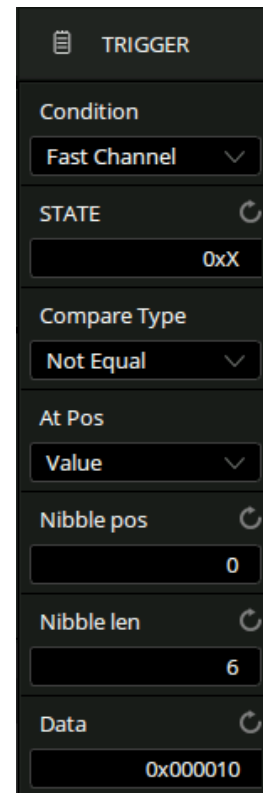 TRIGGER
Condition
Fast Channel
STATE
0xX
Compare Type
Not Equal
At Pos
Value
Nibble pos
0
Nibble len
6
Data
0x000010